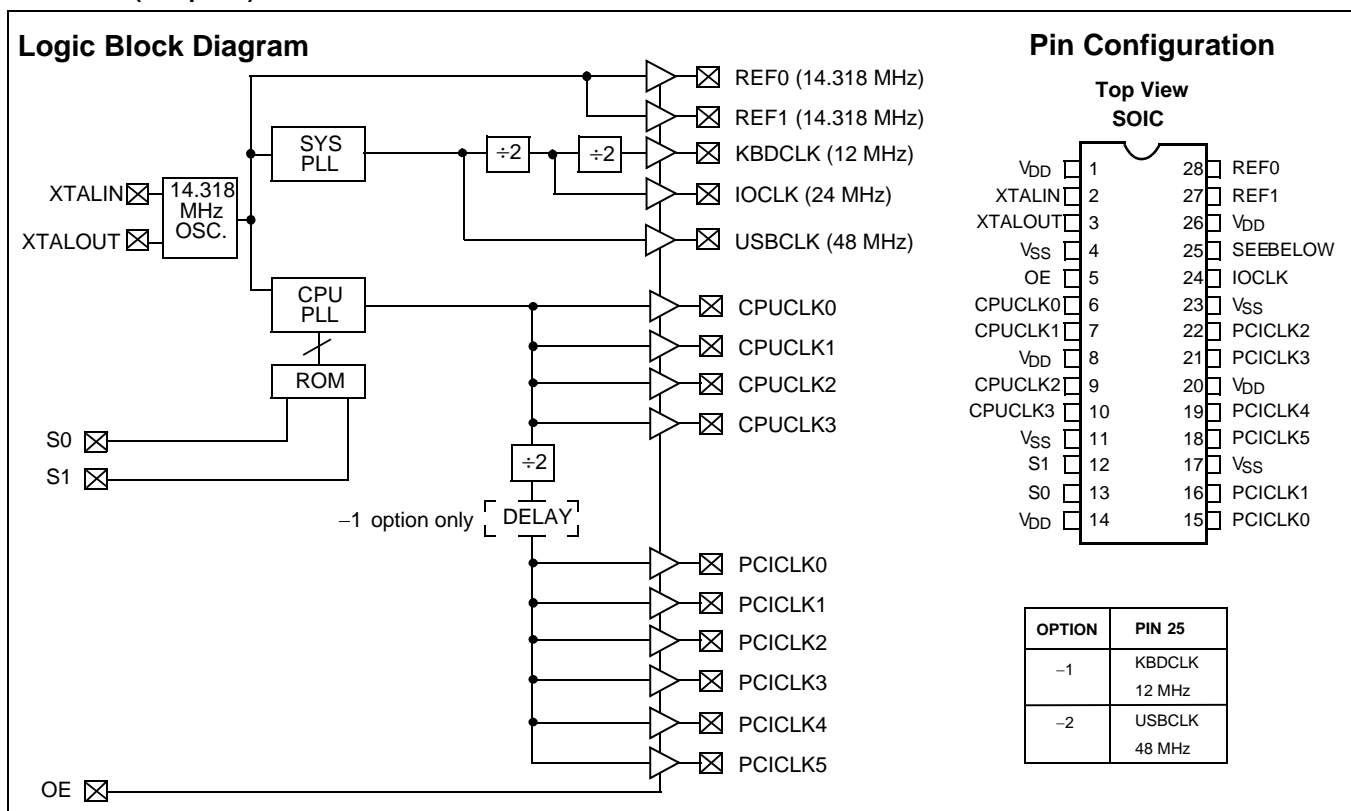 Logic Block Diagram
REF0 (14.318 MHz)
REF1 (14.318 MHz)
SYS
PLL
÷2
÷2
KBDCLK (12 MHz)
XTALIN
14.318
MHz
OSC.
IOCLK (24 MHz)
XTALOUT
USBCLK (48 MHz)
CPU
PLL
CPUCLK0
CPUCLK1
ROM
CPUCLK2
CPUCLK3
S0
S1
÷2
–1 option only
DELAY
PCICLK0
PCICLK1
PCICLK2
PCICLK3
PCICLK4
PCICLK5
OE
Pin Configuration
Top View
SOIC
VDD 1 28 REF0
XTALIN 2 27 REF1
XTALOUT 3 26 VDD
VSS 4 25 SEEBELOW
OE 5 24 IOCLK
CPUCLK0 6 23 VSS
CPUCLK1 7 22 PCICLK2
VDD 8 21 PCICLK3
CPUCLK2 9 20 VDD
CPUCLK3 10 19 PCICLK4
VSS 11 18 PCICLK5
S1 12 17 VSS
S0 13 16 PCICLK1
VDD 14 15 PCICLK0
OPTION PIN 25
–1 KBDCLK
12 MHz
–2 USBCLK
48 MHz